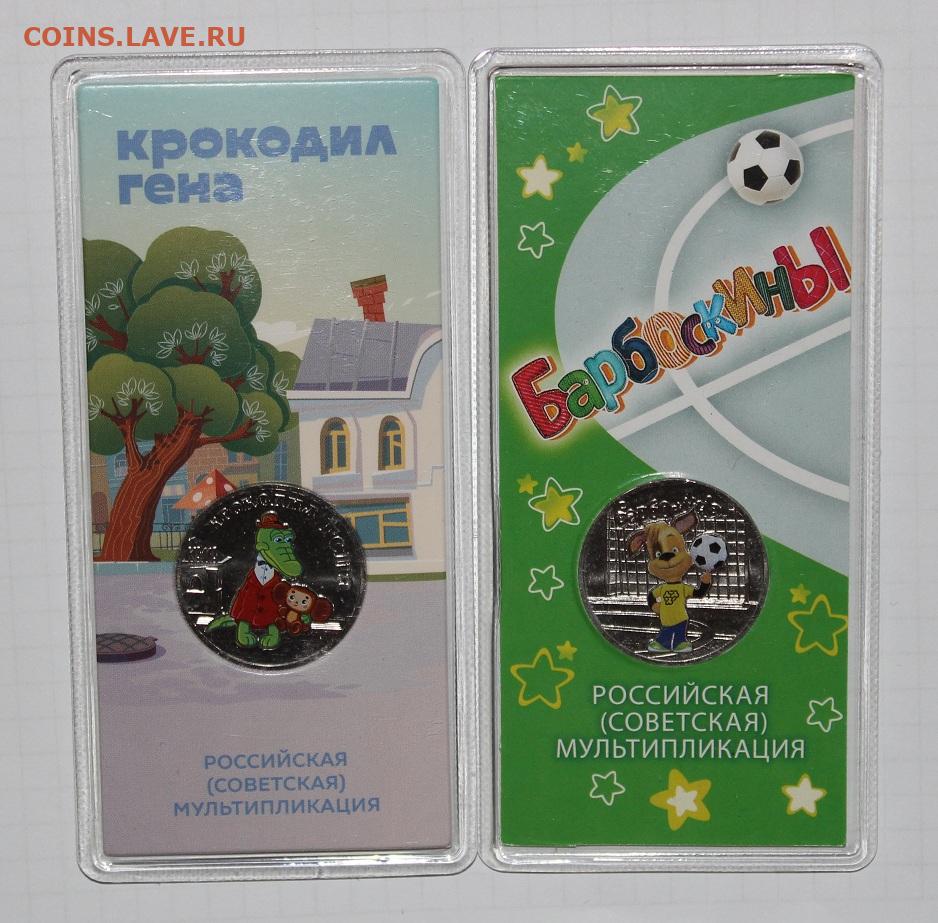 COINS.LAVE.RU
крокодил
гена
РОССИЙСКАЯ
(СОВЕТСКАЯ)
МУЛЬТИПЛИКАЦИЯ
Барбоскины
РОССИЙСКАЯ
(СОВЕТСКАЯ)
МУЛЬТИПЛИКАЦИЯ